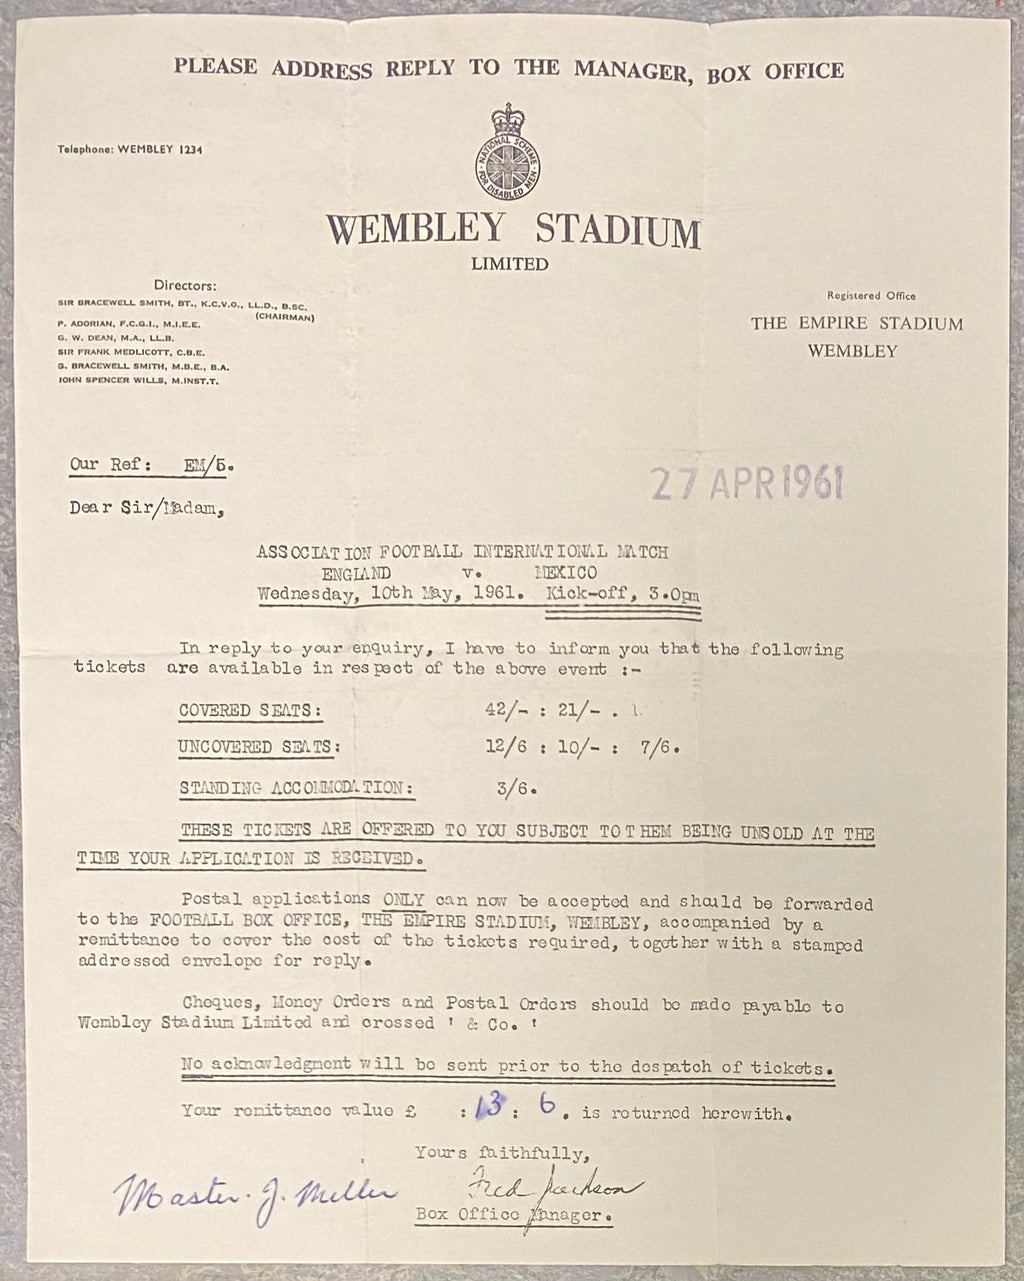 PLEASE ADDRESS REPLY TO THE MANAGER, BOX OFFICE
Telephone: WEMBLEY 1234
NATIONAL SCHEME
FOR DISABLED MEN
WEMBLEY STADIUM
LIMITED
Directors:
SIR BRACEWELL SMITH, BT., K.C.V.O., LL.D., B.SC.
(CHAIRMAN)
P. ADORIAN, F.C.G.I., M.I.E.E.
G. W. DEAN, M.A., LL.B.
SIR FRANK MEDLICOTT, C.B.E.
G. BRACEWELL SMITH, M.B.E., B.A.
JOHN SPENCER WILLS, M.INST.T.
Registered Office
THE EMPIRE STADIUM
WEMBLEY
Our Ref: EM/5.
27 APR 1961
Dear Sir/Madam,
ASSOCIATION FOOTBALL INTERNATIONAL MATCH
ENGLAND v. MEXICO
Wednesday, 10th May, 1961. Kick-off, 3.0pm
In reply to your enquiry, I have to inform you that the following
tickets are available in respect of the above event :-
COVERED SEATS: 42/- : 21/- .
UNCOVERED SEATS: 12/6 : 10/- : 7/6.
STANDING ACCOMMODATION: 3/6.
THESE TICKETS ARE OFFERED TO YOU SUBJECT TO THEM BEING UNSOLD AT THE
TIME YOUR APPLICATION IS RECEIVED.
Postal applications ONLY can now be accepted and should be forwarded
to the FOOTBALL BOX OFFICE, THE EMPIRE STADIUM, WEMBLEY, accompanied by a
remittance to cover the cost of the tickets required, together with a stamped
addressed envelope for reply.
Cheques, Money Orders and Postal Orders should be made payable to
Wembley Stadium Limited and crossed ' & Co. '
No acknowledgment will be sent prior to the despatch of tickets.
Your remittance value £ : 13 : 6. is returned herewith.
Yours faithfully,
Master. J. Miller
Fred Jackson
Box Office Manager.